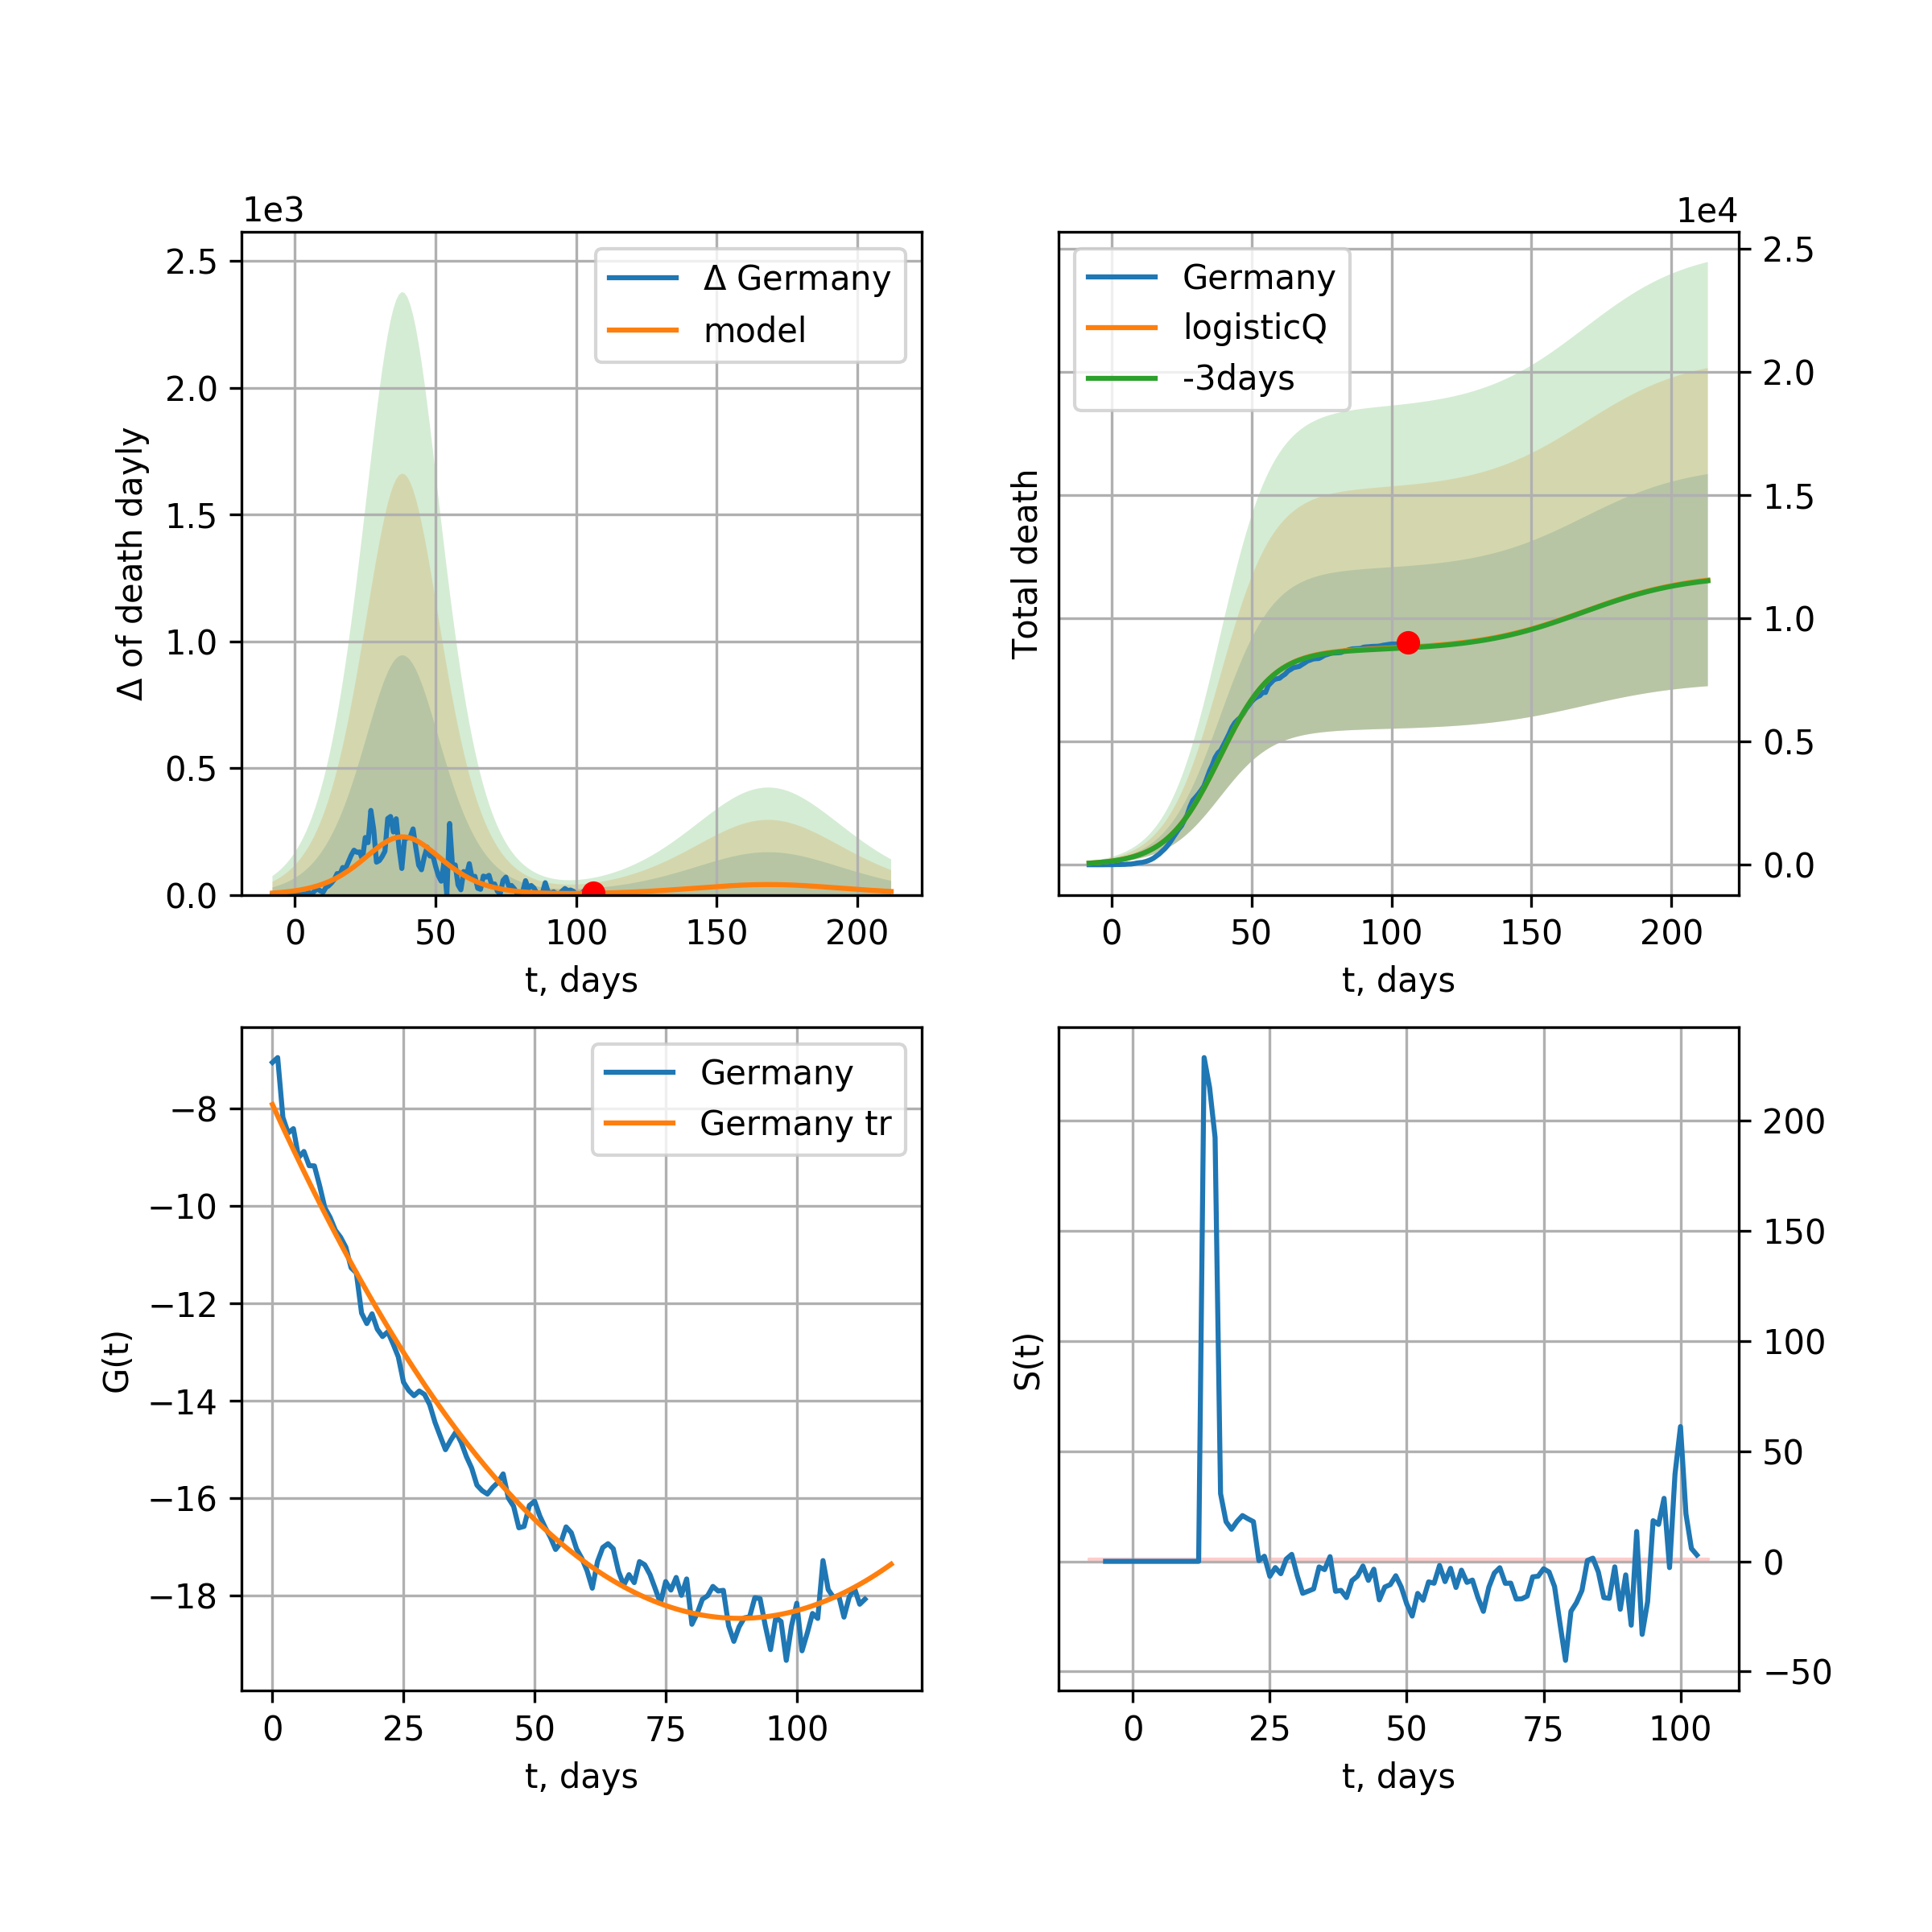 1e3
2.5
2.0
1.5
1.0
0.5
0.0
Δ of death dayly
Δ Germany
model
0
50
100
150
200
t, days
1e4
2.5
2.0
1.5
1.0
0.5
0.0
Total death
Germany
logisticQ
-3days
0
50
100
150
200
t, days
−8
−10
−12
−14
−16
−18
G(t)
Germany
Germany tr
0
25
50
75
100
t, days
S(t)
200
150
100
50
0
−50
0
25
50
75
100
t, days